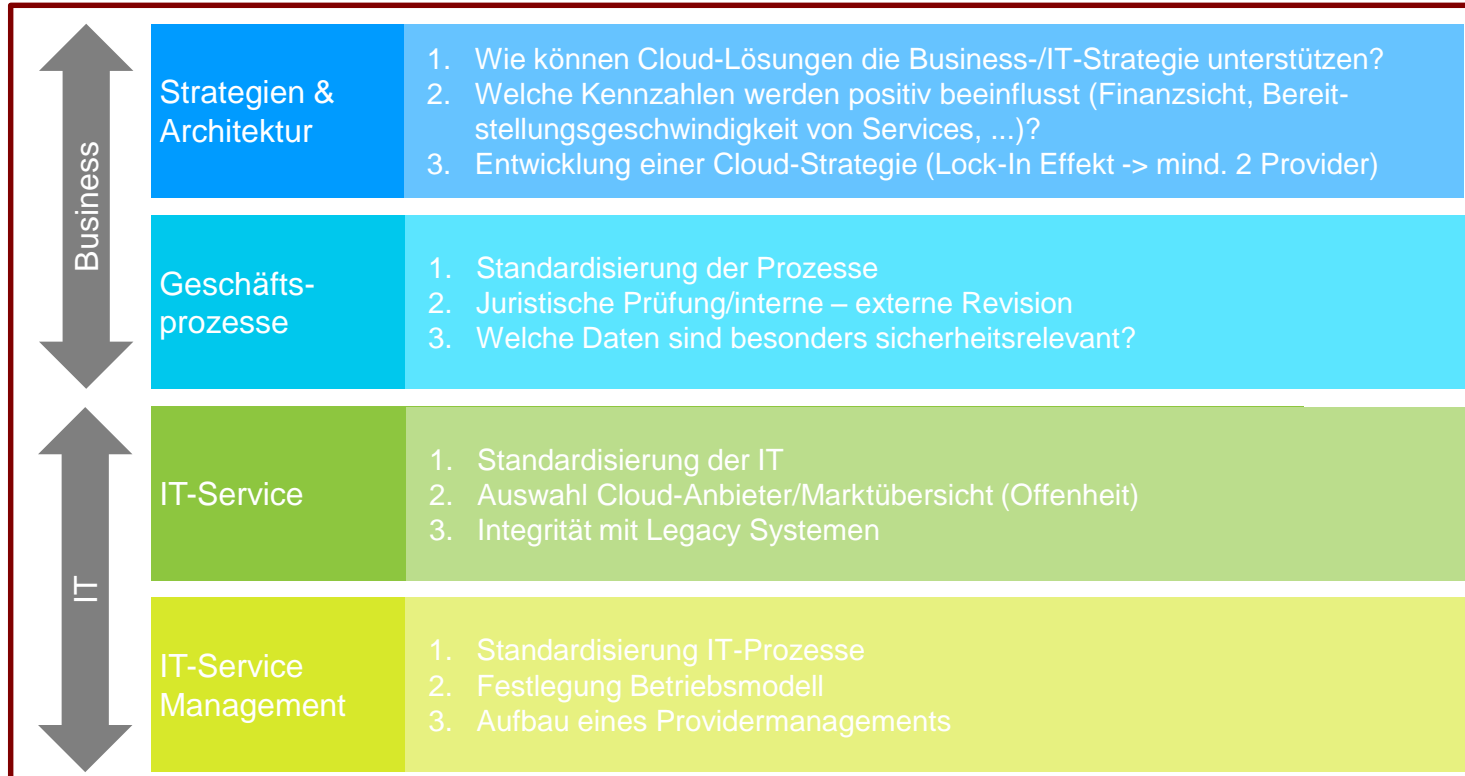 Business
Strategien &
Architektur
1. Wie können Cloud-Lösungen die Business-/IT-Strategie unterstützen?
2. Welche Kennzahlen werden positiv beeinflusst (Finanzsicht, Bereit-
stellungsgeschwindigkeit von Services, ...)?
3. Entwicklung einer Cloud-Strategie (Lock-In Effekt -> mind. 2 Provider)
Geschäfts-
prozesse
1. Standardisierung der Prozesse
2. Juristische Prüfung/interne – externe Revision
3. Welche Daten sind besonders sicherheitsrelevant?
IT
IT-Service
1. Standardisierung der IT
2. Auswahl Cloud-Anbieter/Marktübersicht (Offenheit)
3. Integrität mit Legacy Systemen
IT-Service
Management
1. Standardisierung IT-Prozesse
2. Festlegung Betriebsmodell
3. Aufbau eines Providermanagements